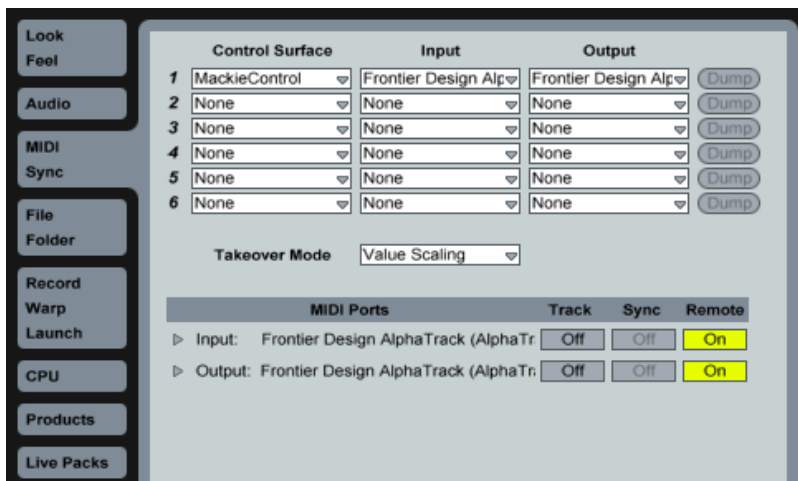 Look
Feel
Audio
MIDI
Sync
File
Folder
Record
Warp
Launch
CPU
Products
Live Packs
Control Surface Input Output
1 MackieControl Frontier Design Alp Frontier Design Alp Dump
2 None None None Dump
3 None None None Dump
4 None None None Dump
5 None None None Dump
6 None None None Dump
Takeover Mode Value Scaling
MIDI Ports Track Sync Remote
Input: Frontier Design AlphaTrack (AlphaTr Off Off On
Output: Frontier Design AlphaTrack (AlphaTr Off Off On